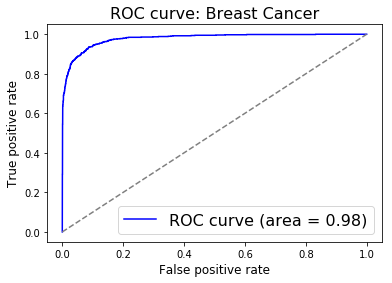 ROC curve: Breast Cancer
True positive rate
1.0
0.8
0.6
0.4
0.2
0.0
ROC curve (area = 0.98)
0.0 0.2 0.4 0.6 0.8 1.0
False positive rate